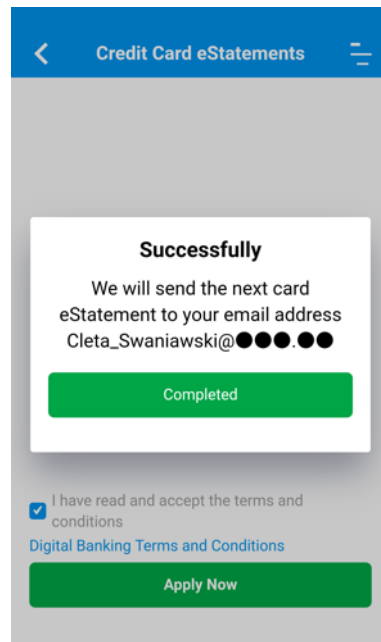 Credit Card eStatements
Successfully
We will send the next card
eStatement to your email address
Cleta_Swaniawski@●●●.●●
Completed
I have read and accept the terms and
conditions
Digital Banking Terms and Conditions
Apply Now